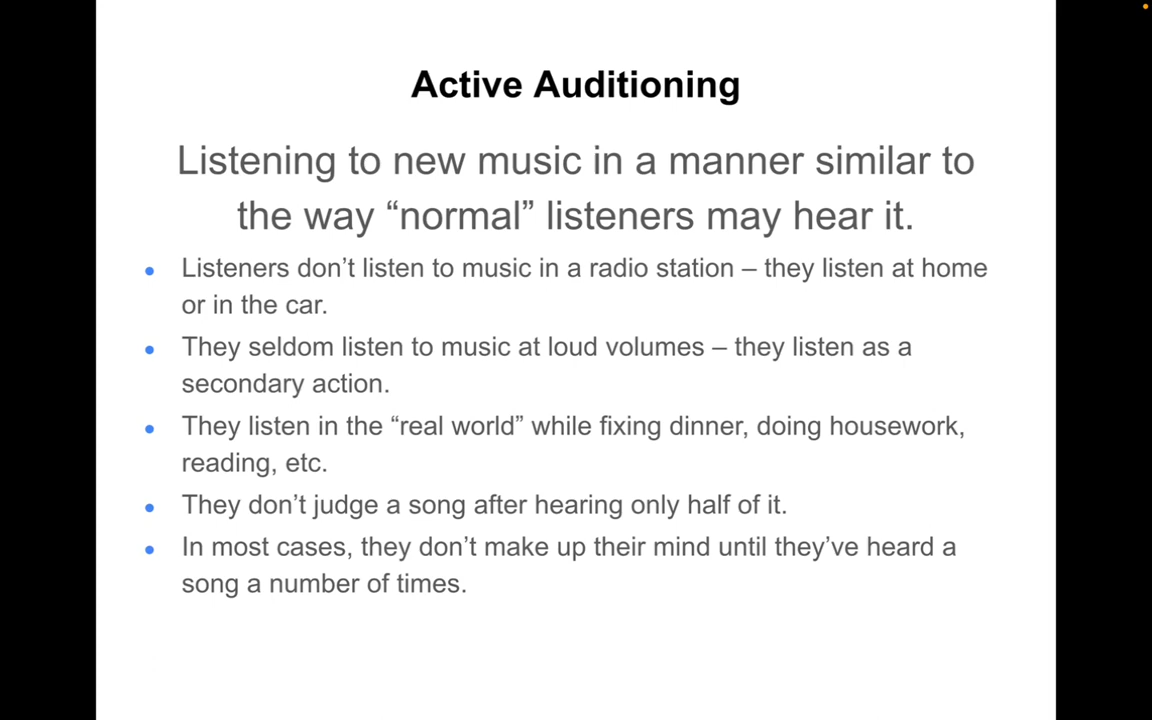 Active Auditioning
Listening to new music in a manner similar to
the way “normal” listeners may hear it.
• Listeners don’t listen to music in a radio station – they listen at home
or in the car.
• They seldom listen to music at loud volumes – they listen as a
secondary action.
• They listen in the “real world” while fixing dinner, doing housework,
reading, etc.
• They don’t judge a song after hearing only half of it.
• In most cases, they don’t make up their mind until they’ve heard a
song a number of times.